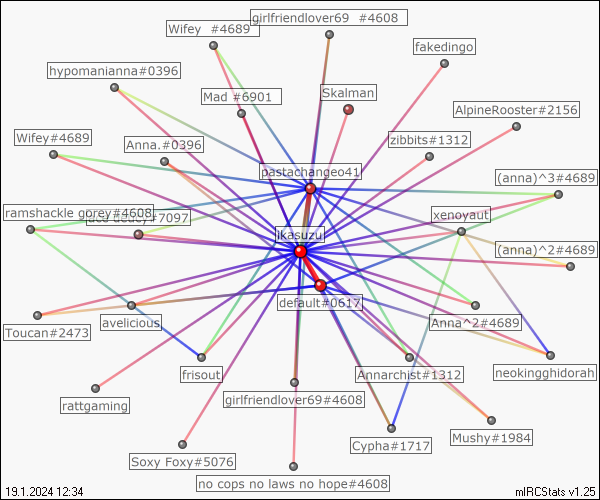 girlfriendlover69 #4608
Wifey #4689
fakedingo
hypomanianna#0396
Skalman
Mad #6901
AlpineRooster#2156
Wifey#4689
zibbits#1312
Anna.#0396
pastachangeo41
(anna)^3#4689
ramshackle gorey#4608
#7097
xenoyaut
ikasuzu
(anna)^2#4689
default#0617
avelicious
Anna^2#4689
Toucan#2473
frisout
Annarchist#1312
neokingghidorah
rattgaming
girlfriendlover69#4608
Mushy#1984
Cypha#1717
Soxy Foxy#5076
no cops no laws no hope#4608
19.1.2024 12:34
mIRCStats v1.25